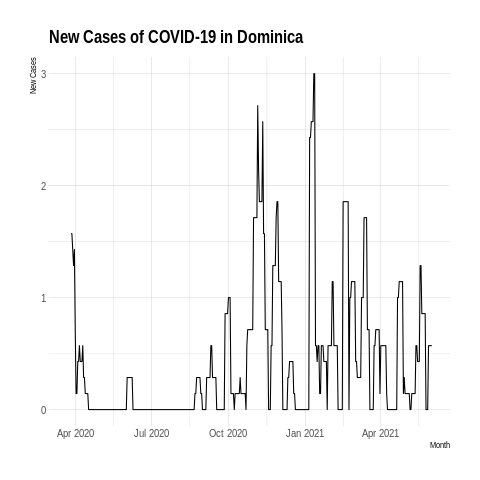 New Cases of COVID-19 in Dominica
New Cases
3
2
1
0
Apr 2020 Jul 2020 Oct 2020 Jan 2021 Apr 2021
Month